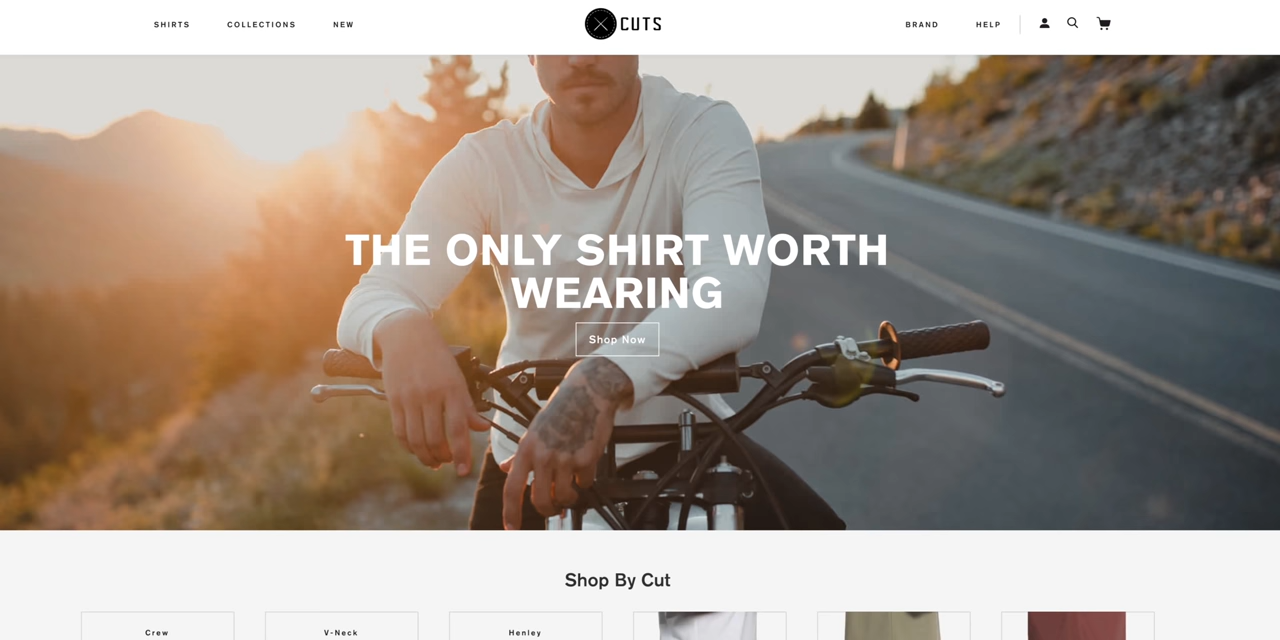 SHIRTS
COLLECTIONS
NEW
CUTS
BRAND
HELP
THE ONLY SHIRT WORTH
WEARING
Shop Now
Shop By Cut
Crew
V-Neck
Henley